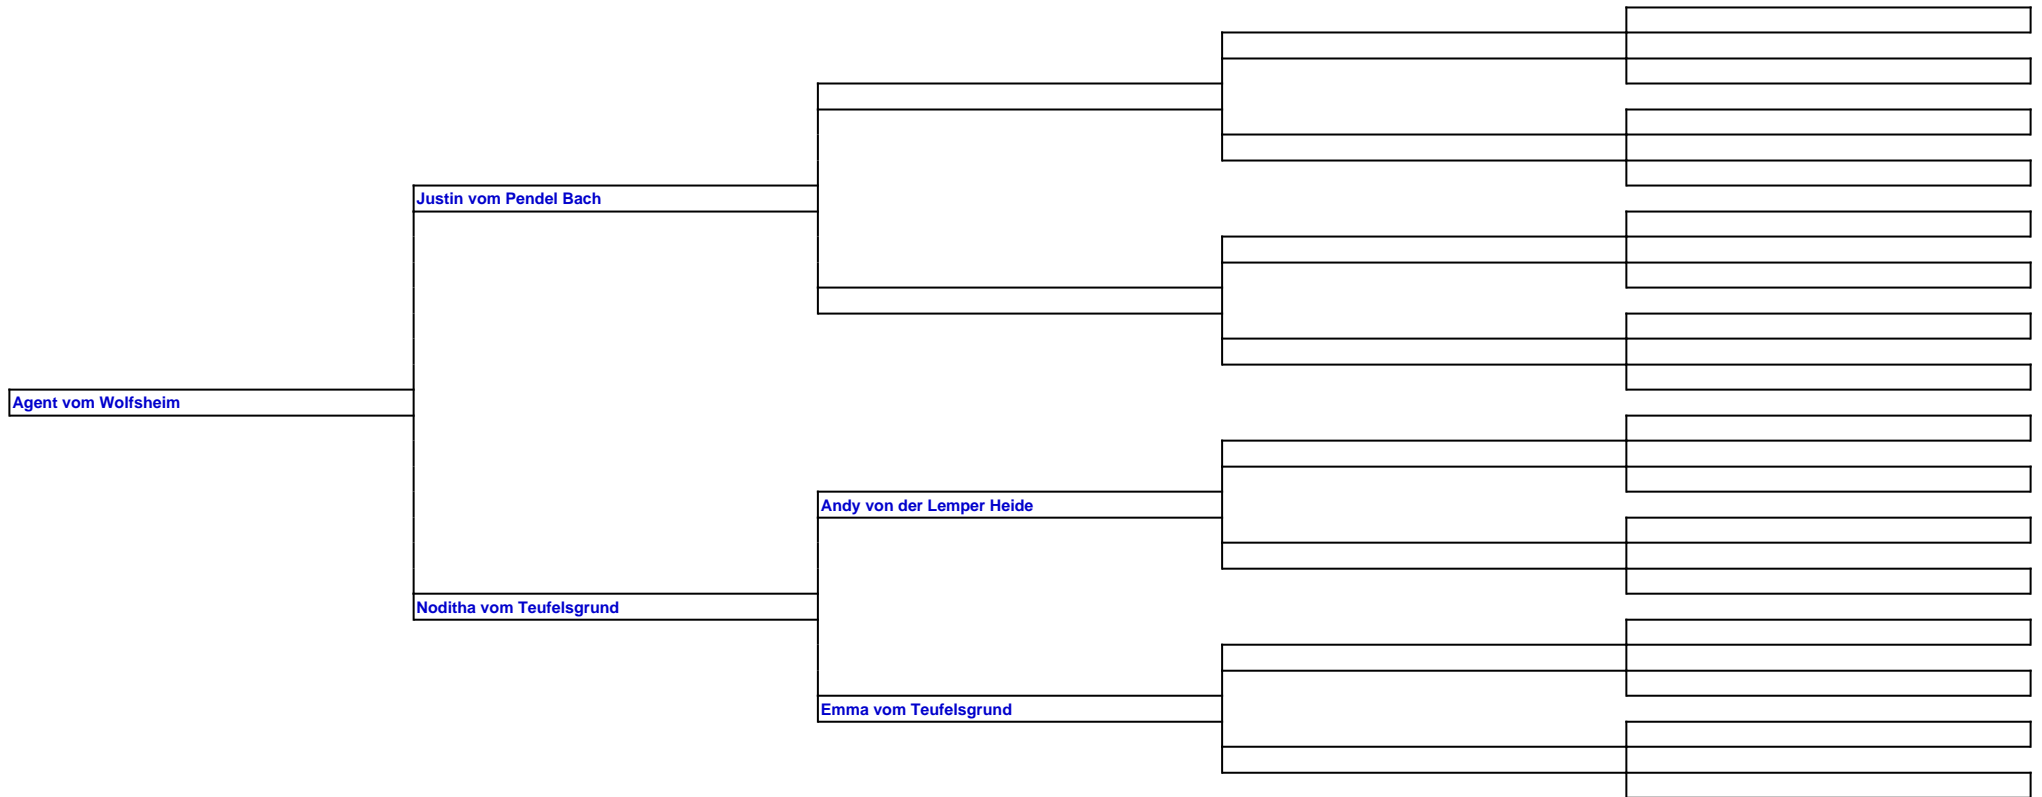 Justin vom Pendel Bach
Agent vom Wolfsheim
Andy von der Lemper Heide
Noditha vom Teufelsgrund
Emma vom Teufelsgrund